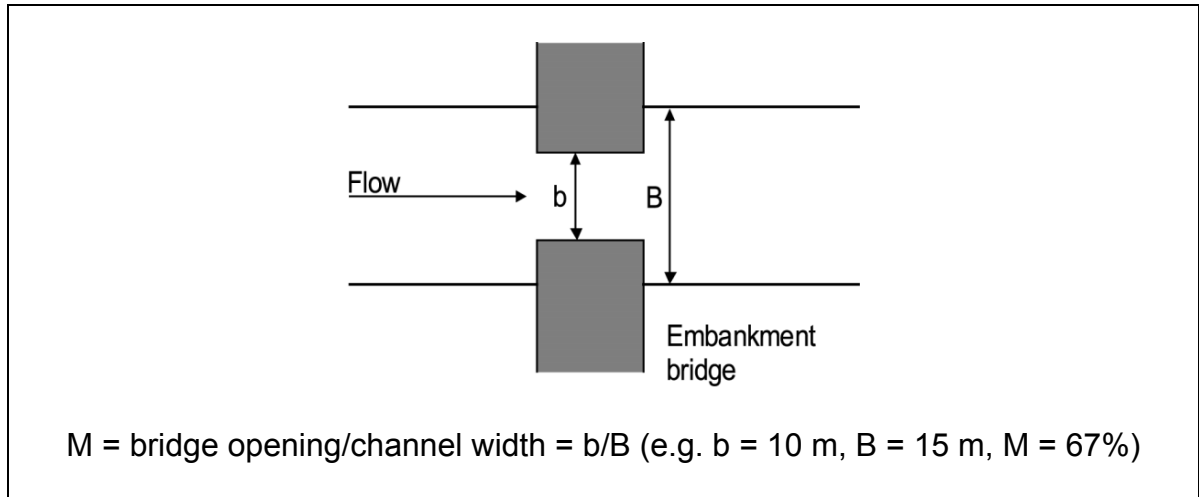 Flow
b
B
Embankment
bridge
M = bridge opening/channel width = b/B (e.g. b = 10 m, B = 15 m, M = 67%)